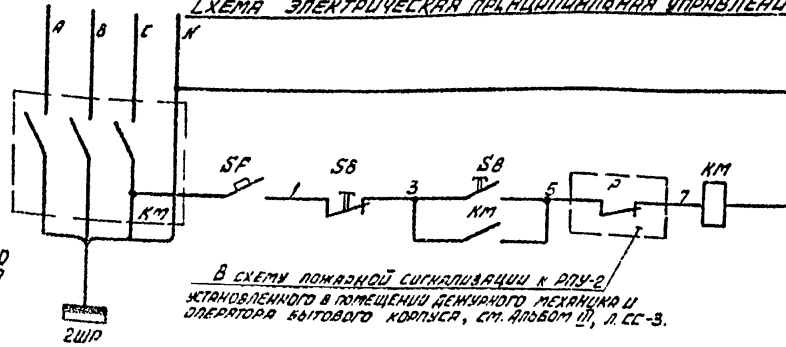 СХЕМА ЭЛЕКТРИЧЕСКАЯ ПРИНЦИПИАЛЬНАЯ УПРАВЛЕНИ
A B C N
SF 1 SB 3 SB 5 P 7 KM
KM
KM
В СХЕМУ ПОЖАРНОЙ СИГНАЛИЗАЦИИ К РПУ-2
УСТАНОВЛЕННОГО В ПОМЕЩЕНИИ ДЕЖУРНОГО МЕХАНИКА И
ОПЕРАТОРА БЫТОВОГО КОРПУСА, СМ. АЛЬБОМ III, Л. СС-3.
2ШР